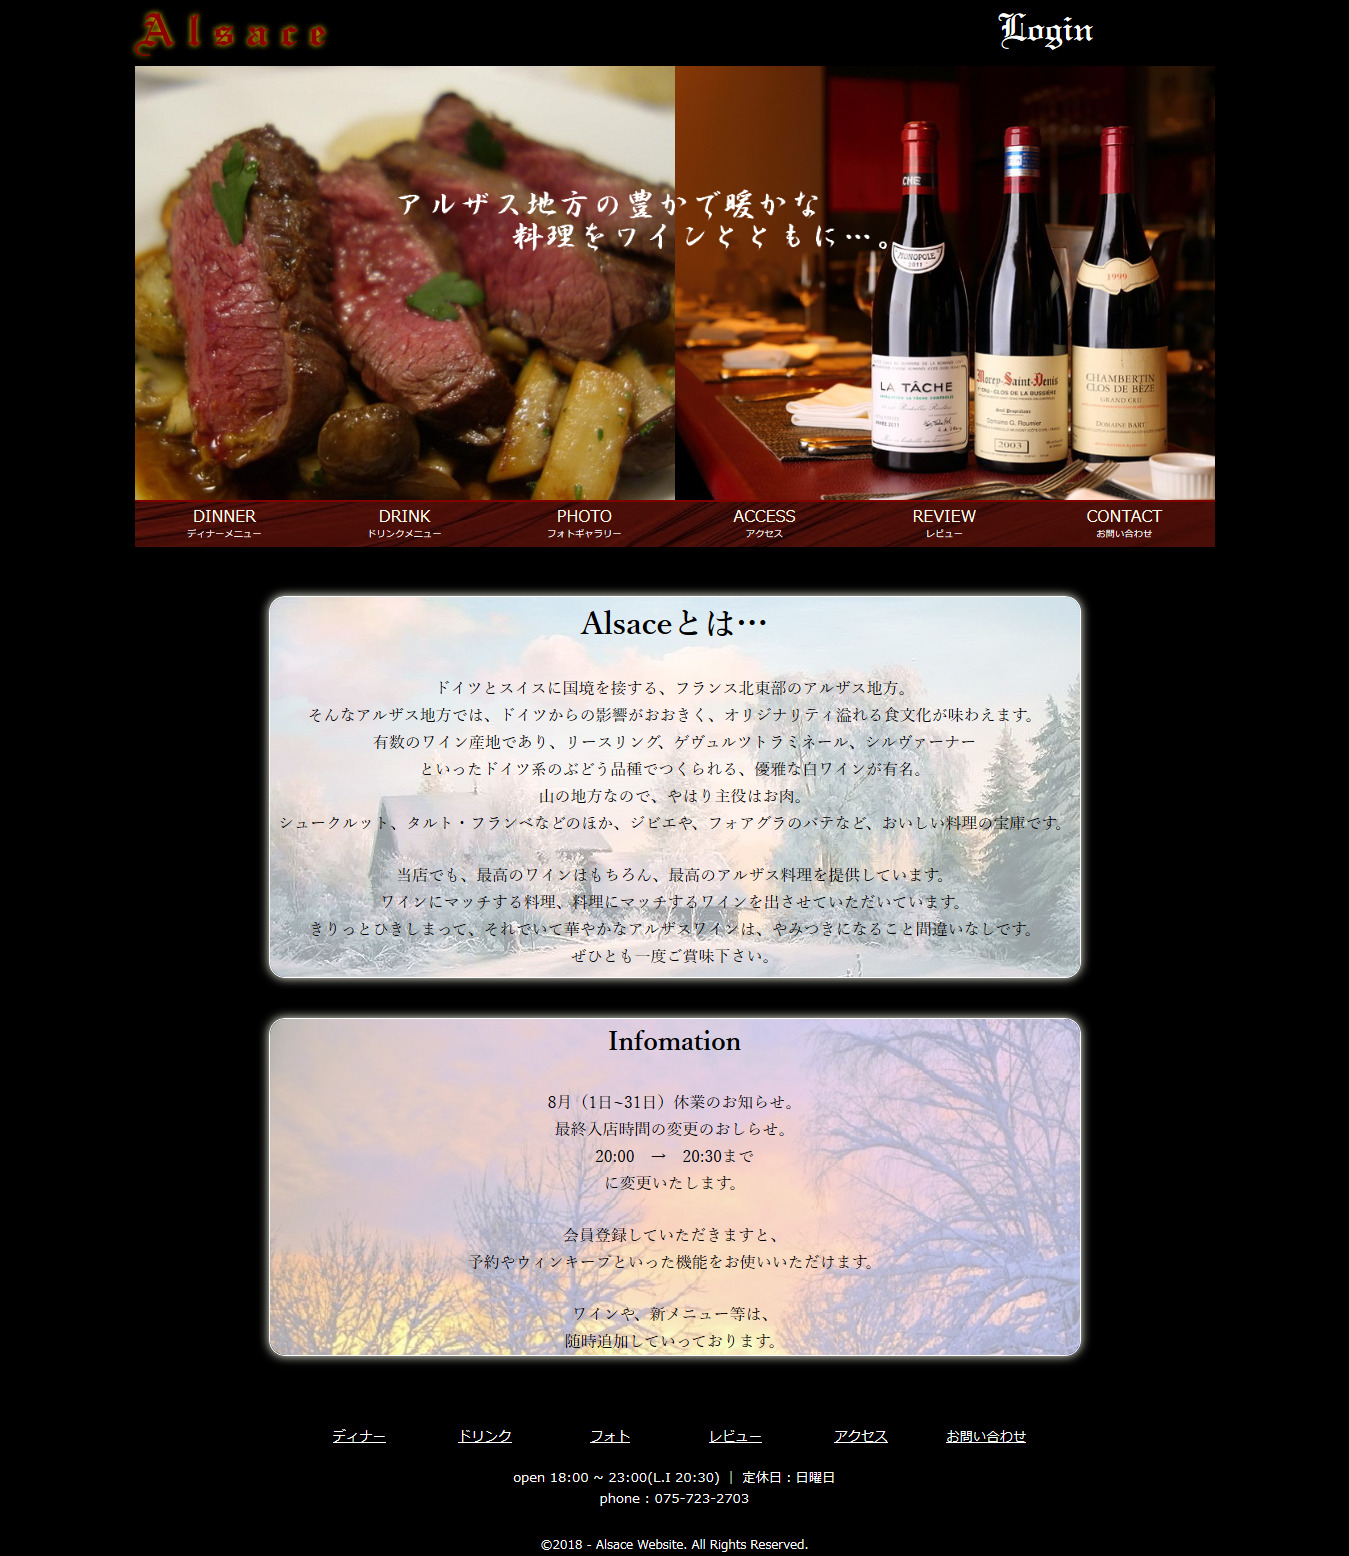 Alsace
Login
アルザス地方の豊かで暖かな
料理をワインとともに…。
MONOPOLE
2011
1999
LA TÂCHE
Morey-Saint-Denis
1ER CRU - CLOS DE LA BUSSIÈRE
Domaine G. Roumier
2003
CHAMBERTIN
CLOS DE BÈZE
GRAND CRU
DOMAINE BART
DINNER
ディナーメニュー
DRINK
ドリンクメニュー
PHOTO
フォトギャラリー
ACCESS
アクセス
REVIEW
レビュー
CONTACT
お問い合わせ
Alsaceとは…
ドイツとスイスに国境を接する、フランス北東部のアルザス地方。
そんなアルザス地方では、ドイツからの影響がおおきく、オリジナリティ溢れる食文化が味わえます。
有数のワイン産地であり、リースリング、ゲヴュルツトラミネール、シルヴァーナー
といったドイツ系のぶどう品種でつくられる、優雅な白ワインが有名。
山の地方なので、やはり主役はお肉。
シュークルット、タルト・フランベなどのほか、ジビエや、フォアグラのパテなど、おいしい料理の宝庫です。
当店でも、最高のワインはもちろん、最高のアルザス料理を提供しています。
ワインにマッチする料理、料理にマッチするワインを出させていただいています。
きりっとひきしまって、それでいて華やかなアルザスワインは、やみつきになること間違いなしです。
ぜひとも一度ご賞味下さい。
Infomation
8月（1日~31日）休業のお知らせ。
最終入店時間の変更のおしらせ。
20:00　→　20:30まで
に変更いたします。
会員登録していただきますと、
予約やウィンキープといった機能をお使いいただけます。
ワインや、新メニュー等は、
随時追加していっております。
ディナー
ドリンク
フォト
レビュー
アクセス
お問い合わせ
open 18:00 ~ 23:00(L.I 20:30) ｜ 定休日 : 日曜日
phone : 075-723-2703
©2018 - Alsace Website. All Rights Reserved.